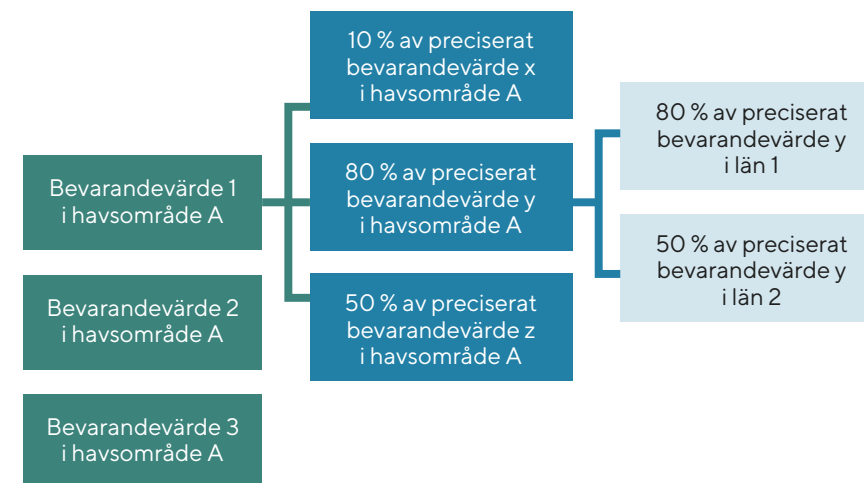 Bevarandevärde 1
i havsområde A
Bevarandevärde 2
i havsområde A
Bevarandevärde 3
i havsområde A
10 % av preciserat
bevarandevärde x
i havsområde A
80 % av preciserat
bevarandevärde y
i havsområde A
50 % av preciserat
bevarandevärde z
i havsområde A
80 % av preciserat
bevarandevärde y
i län 1
50 % av preciserat
bevarandevärde y
i län 2